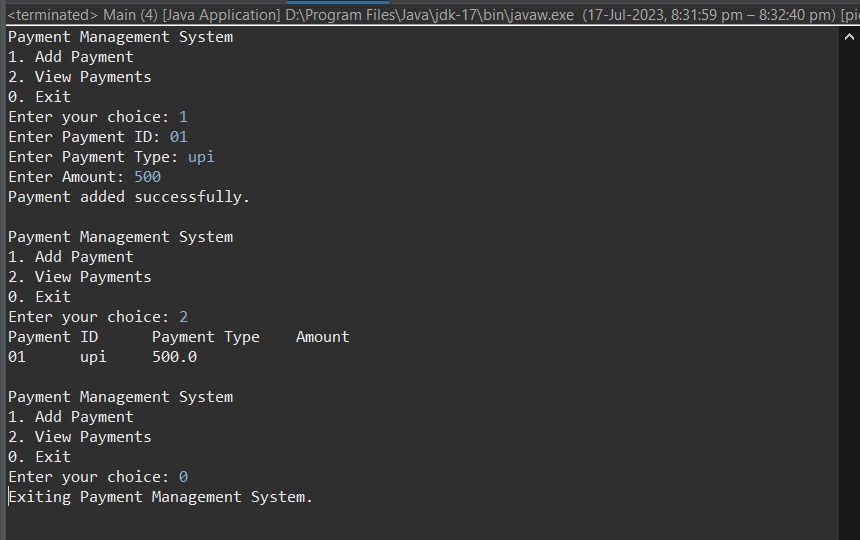 <terminated> Main (4) [Java Application] D:\Program Files\Java\jdk-17\bin\javaw.exe (17-Jul-2023, 8:31:59 pm – 8:32:40 pm) [pi
Payment Management System
1. Add Payment
2. View Payments
0. Exit
Enter your choice: 1
Enter Payment ID: 01
Enter Payment Type: upi
Enter Amount: 500
Payment added successfully.

Payment Management System
1. Add Payment
2. View Payments
0. Exit
Enter your choice: 2
Payment ID      Payment Type    Amount
01      upi     500.0

Payment Management System
1. Add Payment
2. View Payments
0. Exit
Enter your choice: 0
Exiting Payment Management System.